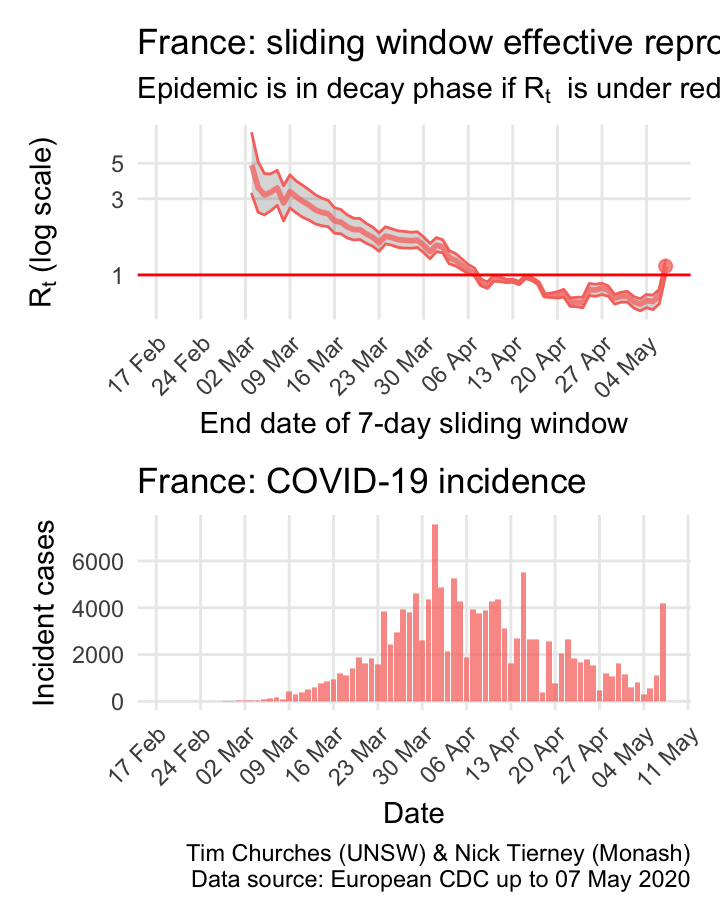 France: sliding window effective repro
Epidemic is in decay phase if Rt is under red
Rt (log scale)
5
3
1
17 Feb
24 Feb
02 Mar
09 Mar
16 Mar
23 Mar
30 Mar
06 Apr
13 Apr
20 Apr
27 Apr
04 May
End date of 7-day sliding window
France: COVID-19 incidence
Incident cases
6000
4000
2000
0
17 Feb
24 Feb
02 Mar
09 Mar
16 Mar
23 Mar
30 Mar
06 Apr
13 Apr
20 Apr
27 Apr
04 May
11 May
Date
Tim Churches (UNSW) & Nick Tierney (Monash)
Data source: European CDC up to 07 May 2020